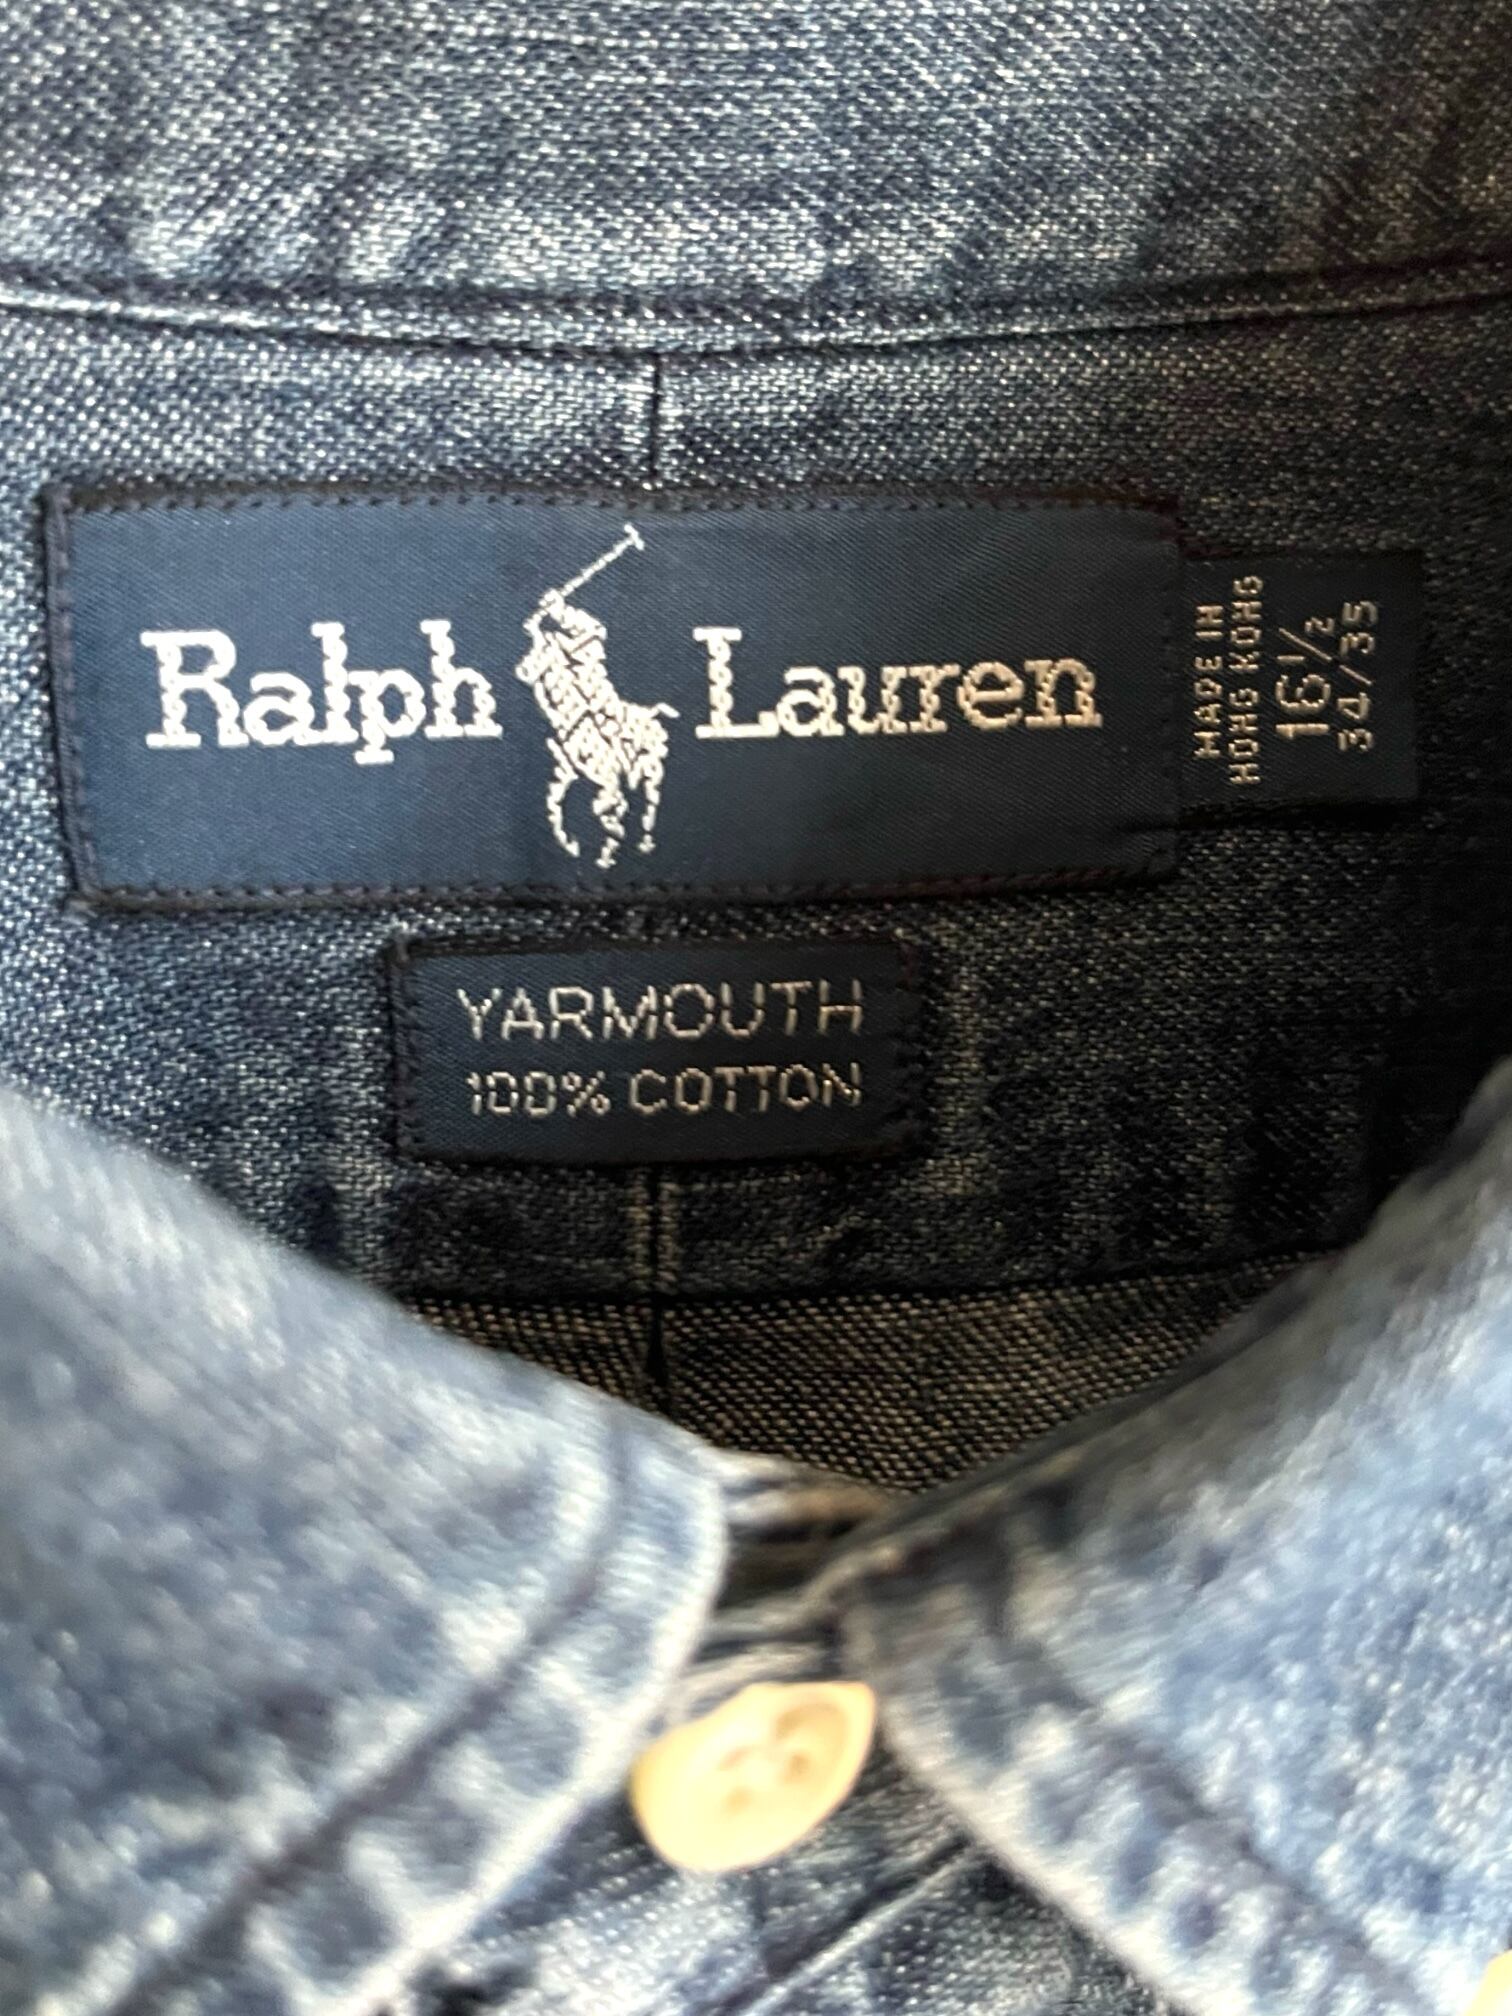 Ralph Lauren
MADE IN
HONG KONG
16 1/2
34/35
YARMOUTH
100% COTTON